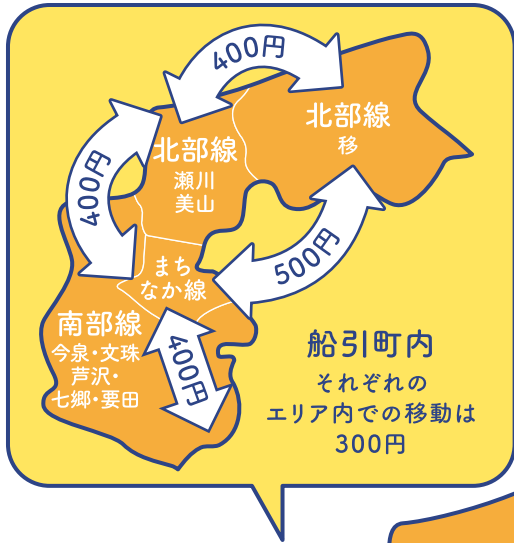 400円
北部線
移
北部線
瀬川
美山
400円
500円
まち
なか線
南部線
今泉・文珠
芦沢・
七郷・要田
400円
船引町内
それぞれの
エリア内での移動は
300円